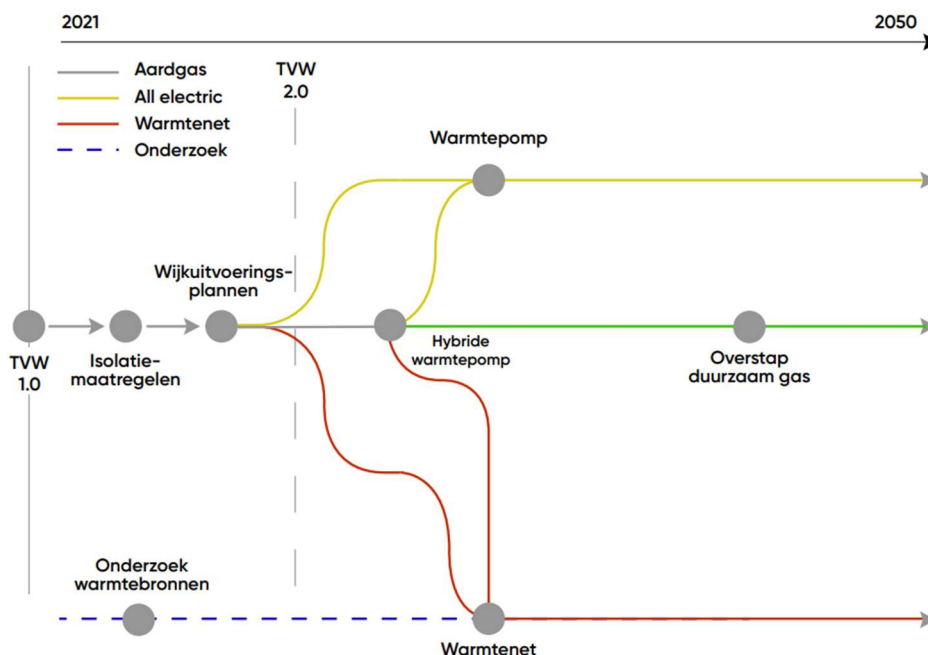 2021
2050
Aardgas
All electric
Warmtenet
Onderzoek
TVW
2.0
Warmtepomp
Wijkuitvoerings-
plannen
TVW
1.0
Isolatie-
maatregelen
Hybride
warmtepomp
Overstap
duurzaam gas
Onderzoek
warmtebronnen
Warmtenet